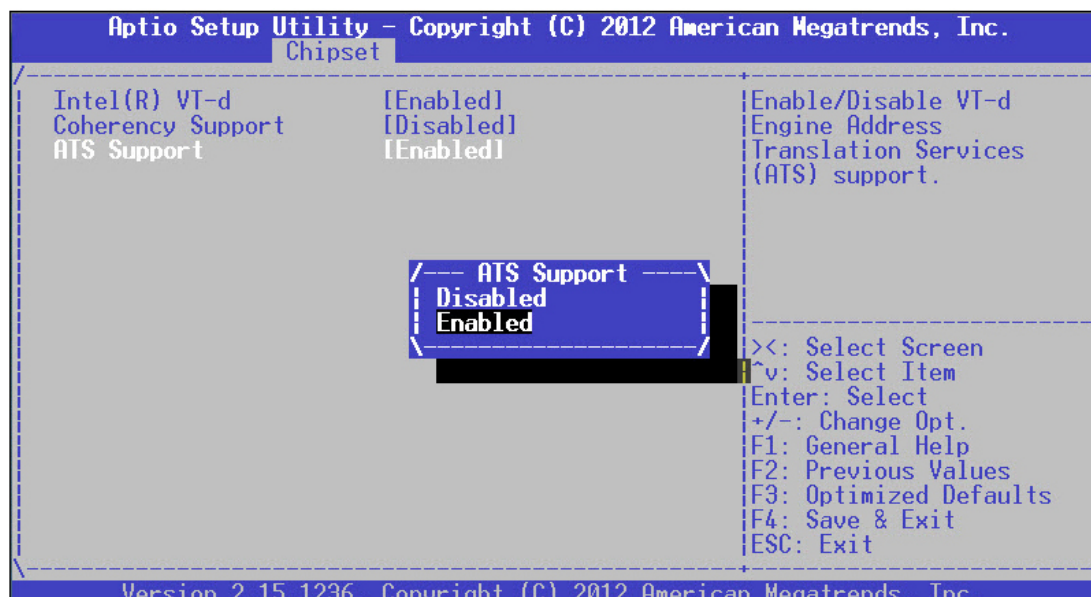 Aptio Setup Utility – Copyright (C) 2012 American Megatrends, Inc.
Chipset
Intel(R) VT-d [Enabled]
Coherency Support [Disabled]
ATS Support [Enabled]
Enable/Disable VT-d
Engine Address
Translation Services
(ATS) support.
ATS Support
Disabled
Enabled
><: Select Screen
^v: Select Item
Enter: Select
+/-: Change Opt.
F1: General Help
F2: Previous Values
F3: Optimized Defaults
F4: Save & Exit
ESC: Exit
Version 2.15.1236. Copyright (C) 2012 American Megatrends, Inc.